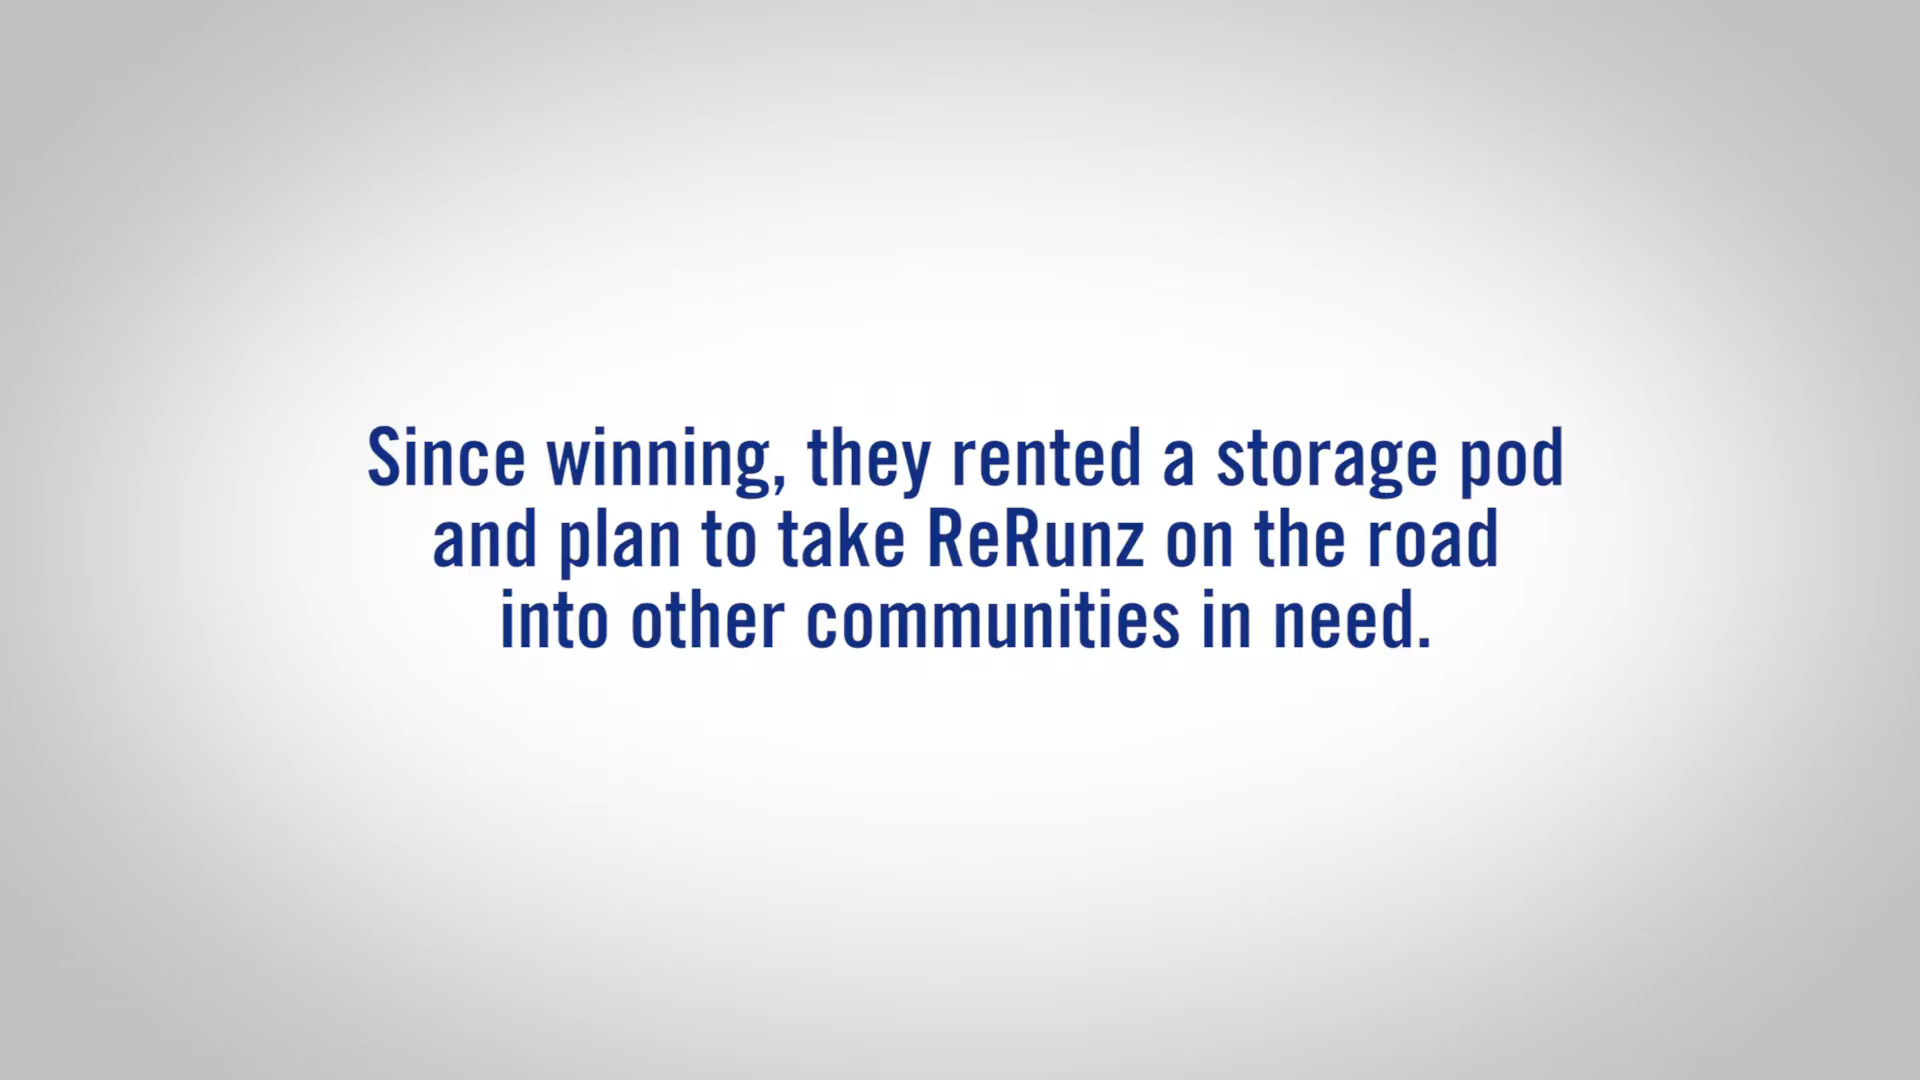 Since winning, they rented a storage pod
and plan to take ReRunz on the road
into other communities in need.